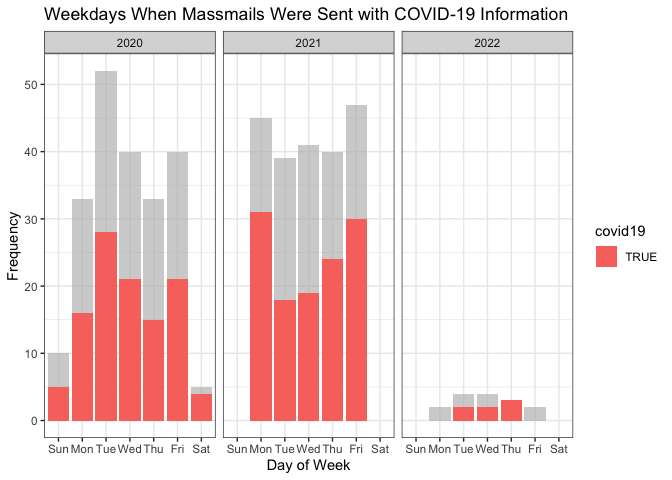 Weekdays When Massmails Were Sent with COVID-19 Information
2020 2021 2022
Frequency
50
40
30
20
10
0
Sun Mon Tue Wed Thu Fri Sat Sun Mon Tue Wed Thu Fri Sat Sun Mon Tue Wed Thu Fri Sat
Day of Week
covid19
TRUE